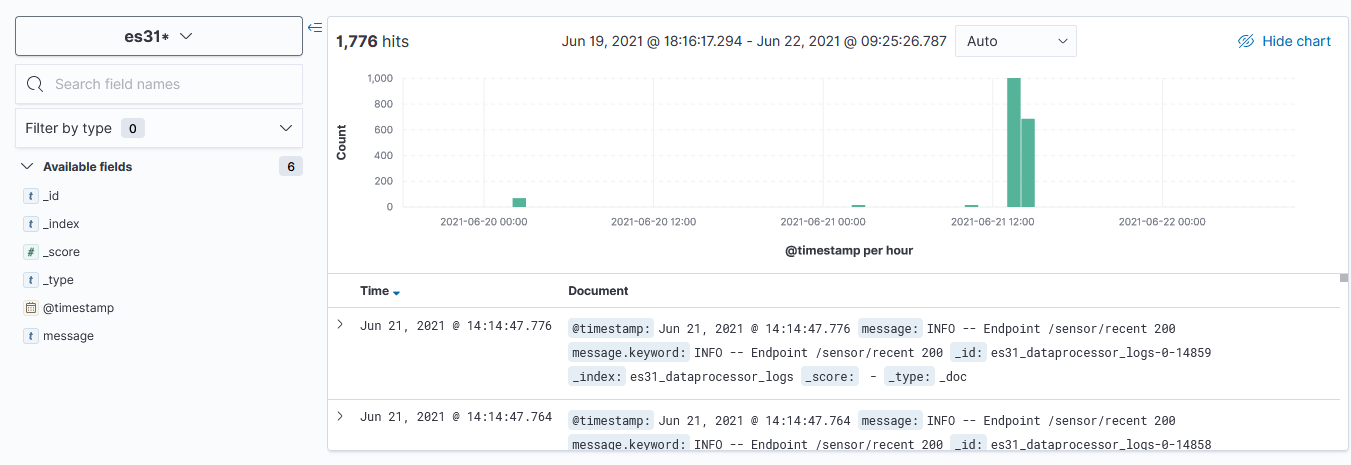 es31*
Search field names
Filter by type 0
Available fields 6
t _id
t _index
# _score
t _type
@timestamp
t message
1,776 hits
Jun 19, 2021 @ 18:16:17.294 - Jun 22, 2021 @ 09:25:26.787
Auto
Hide chart
Count
1,000
800
600
400
200
0
2021-06-20 00:00
2021-06-20 12:00
2021-06-21 00:00
2021-06-21 12:00
2021-06-22 00:00
@timestamp per hour
Time Document
Jun 21, 2021 @ 14:14:47.776 @timestamp: Jun 21, 2021 @ 14:14:47.776 message: INFO -- Endpoint /sensor/recent 200
message.keyword: INFO -- Endpoint /sensor/recent 200 _id: es31_dataprocessor_logs-0-14859
_index: es31_dataprocessor_logs _score: - _type: _doc
Jun 21, 2021 @ 14:14:47.764 @timestamp: Jun 21, 2021 @ 14:14:47.764 message: INFO -- Endpoint /sensor/recent 200
message.keyword: INFO -- Endpoint /sensor/recent 200 _id: es31_dataprocessor_logs-0-14858